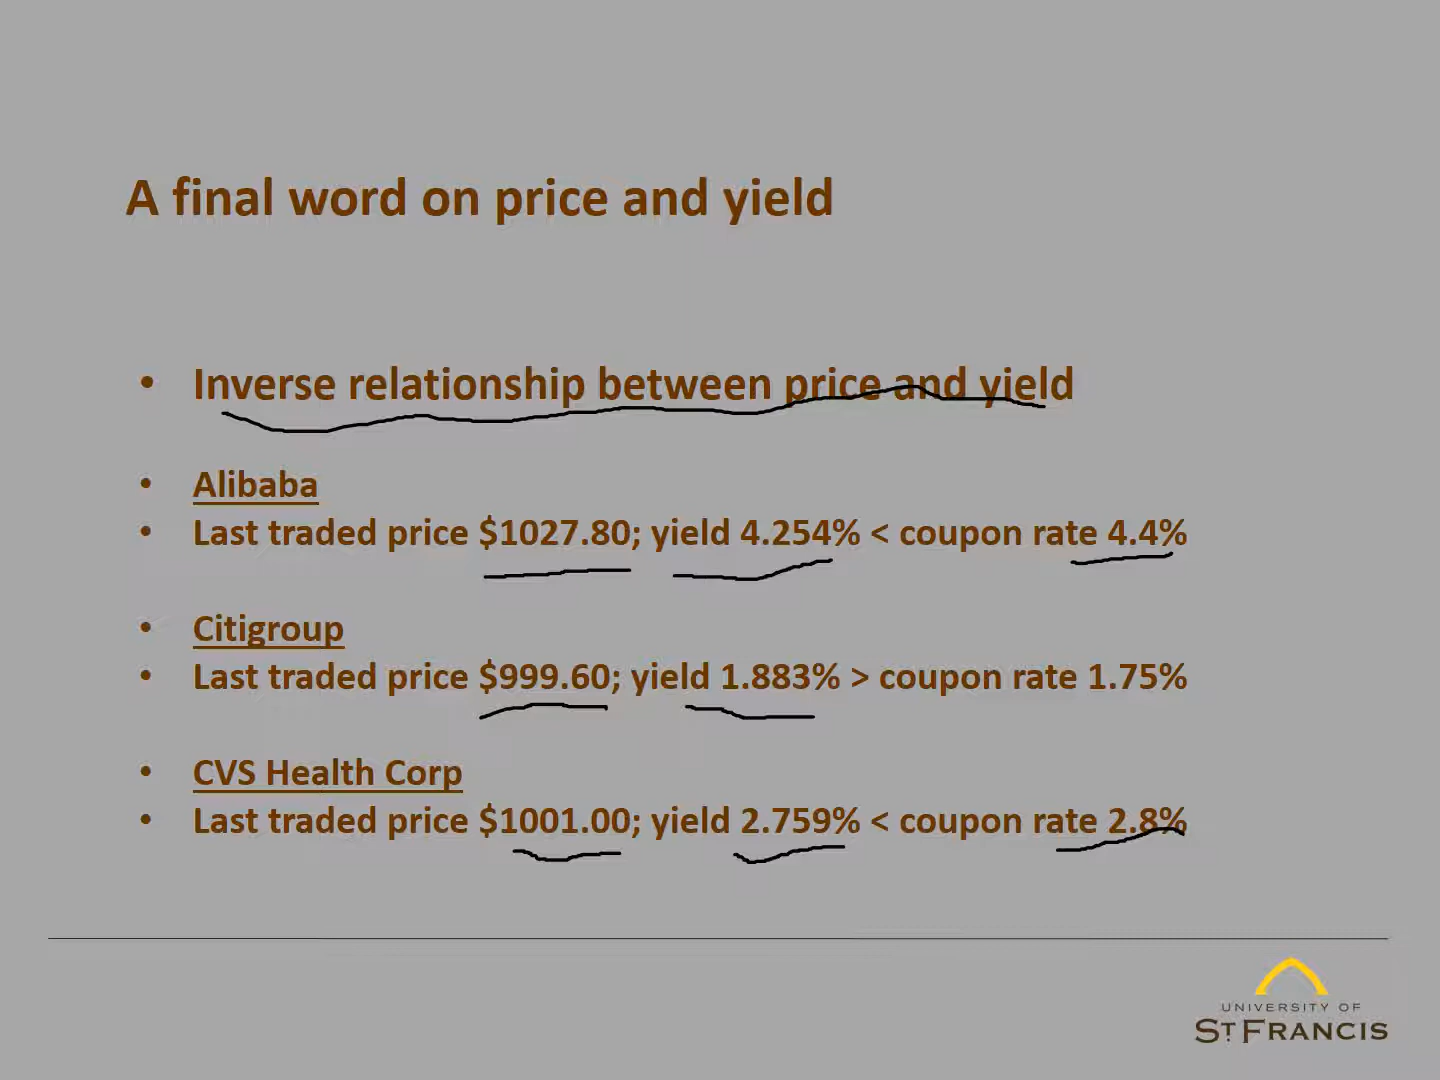 A final word on price and yield
• Inverse relationship between price and yield
• Alibaba
• Last traded price $1027.80; yield 4.254% < coupon rate 4.4%
• Citigroup
• Last traded price $999.60; yield 1.883% > coupon rate 1.75%
• CVS Health Corp
• Last traded price $1001.00; yield 2.759% < coupon rate 2.8%
UNIVERSITY OF
ST. FRANCIS